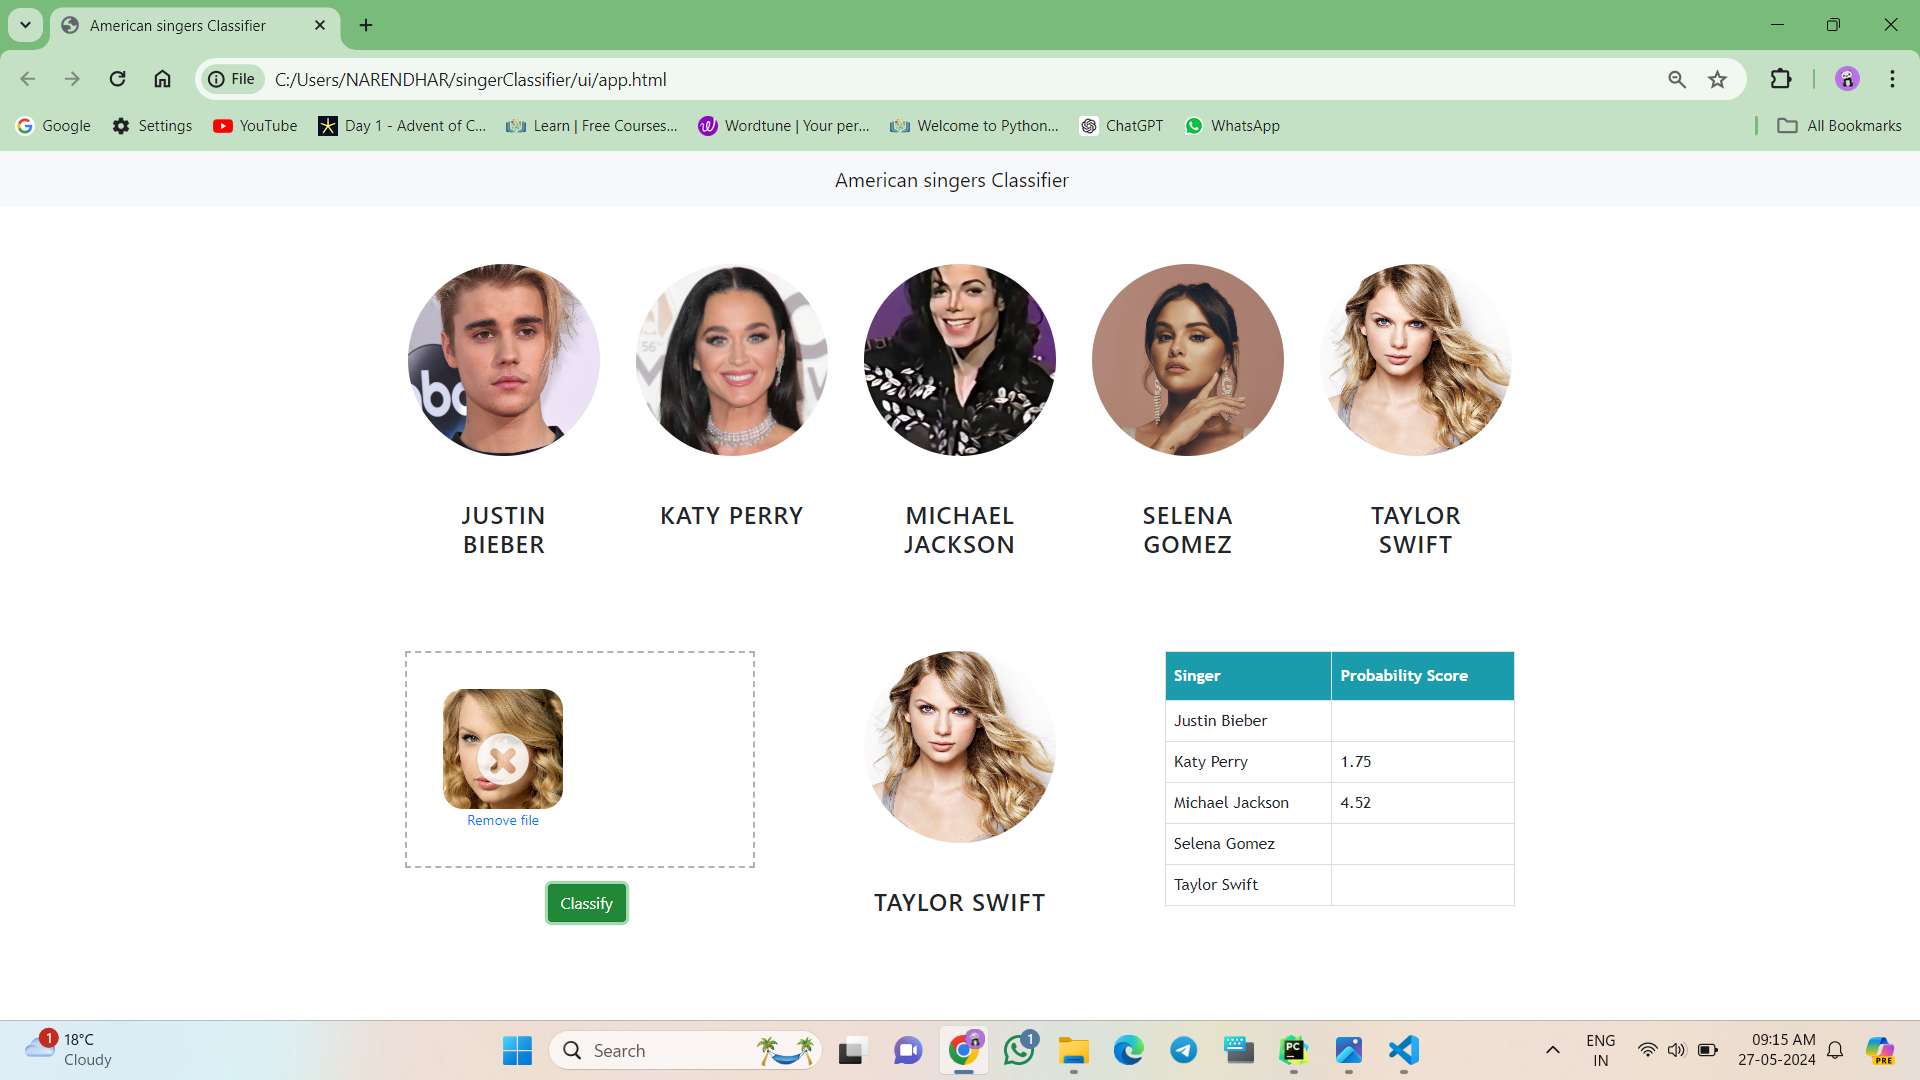 American singers Classifier
File
C:/Users/NARENDHAR/singerClassifier/ui/app.html
Google
Settings
YouTube
Day 1 - Advent of C...
Learn | Free Courses...
Wordtune | Your per...
Welcome to Python...
ChatGPT
WhatsApp
All Bookmarks
American singers Classifier
56TH
JUSTIN
BIEBER
KATY PERRY
MICHAEL
JACKSON
SELENA
GOMEZ
TAYLOR
SWIFT
Remove file
Classify
TAYLOR SWIFT
Singer Probability Score
Justin Bieber
Katy Perry 1.75
Michael Jackson 4.52
Selena Gomez
Taylor Swift
1
18°C
Cloudy
Search
1
PC
ENG
IN
09:15 AM
27-05-2024
PRE